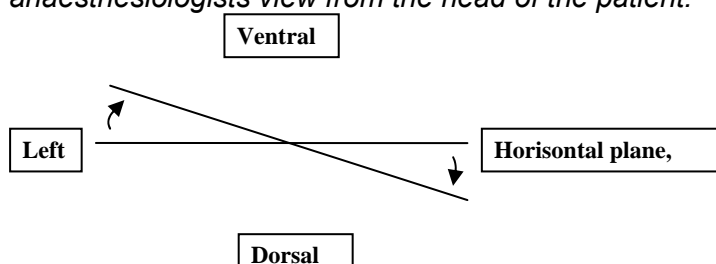 anaesthesiologists view from the head of the patient.
Ventral
Left
Horisontal plane,
Dorsal